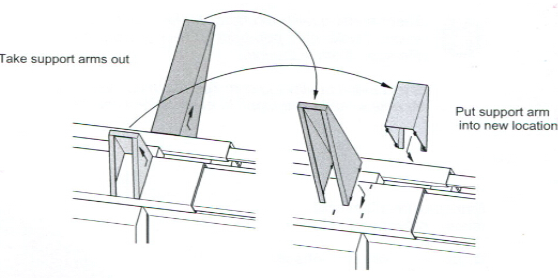 Take support arms out
Put support arm
into new location